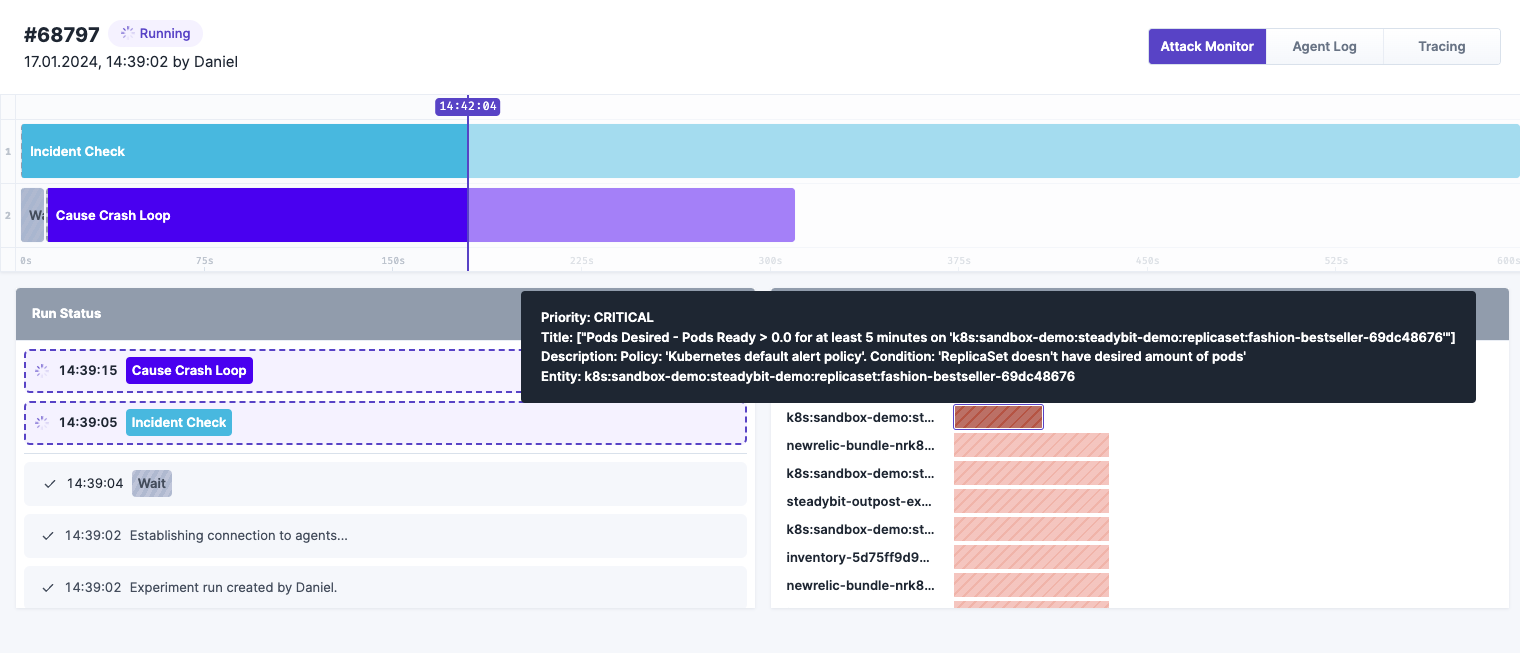 #68797 Running
17.01.2024, 14:39:02 by Daniel
Attack Monitor Agent Log Tracing
14:42:04
1 Incident Check
2 Wa Cause Crash Loop
0s 75s 150s 225s 300s 375s 450s 525s 600s
Run Status
Priority: CRITICAL
Title: ["Pods Desired - Pods Ready > 0.0 for at least 5 minutes on 'k8s:sandbox-demo:steadybit-demo:replicaset:fashion-bestseller-69dc48676'"]
Description: Policy: 'Kubernetes default alert policy'. Condition: 'ReplicaSet doesn't have desired amount of pods'
Entity: k8s:sandbox-demo:steadybit-demo:replicaset:fashion-bestseller-69dc48676
14:39:15 Cause Crash Loop
14:39:05 Incident Check
14:39:04 Wait
14:39:02 Establishing connection to agents...
14:39:02 Experiment run created by Daniel.
k8s:sandbox-demo:st...
newrelic-bundle-nrk8...
k8s:sandbox-demo:st...
steadybit-outpost-ex...
k8s:sandbox-demo:st...
inventory-5d75ff9d9...
newrelic-bundle-nrk8...